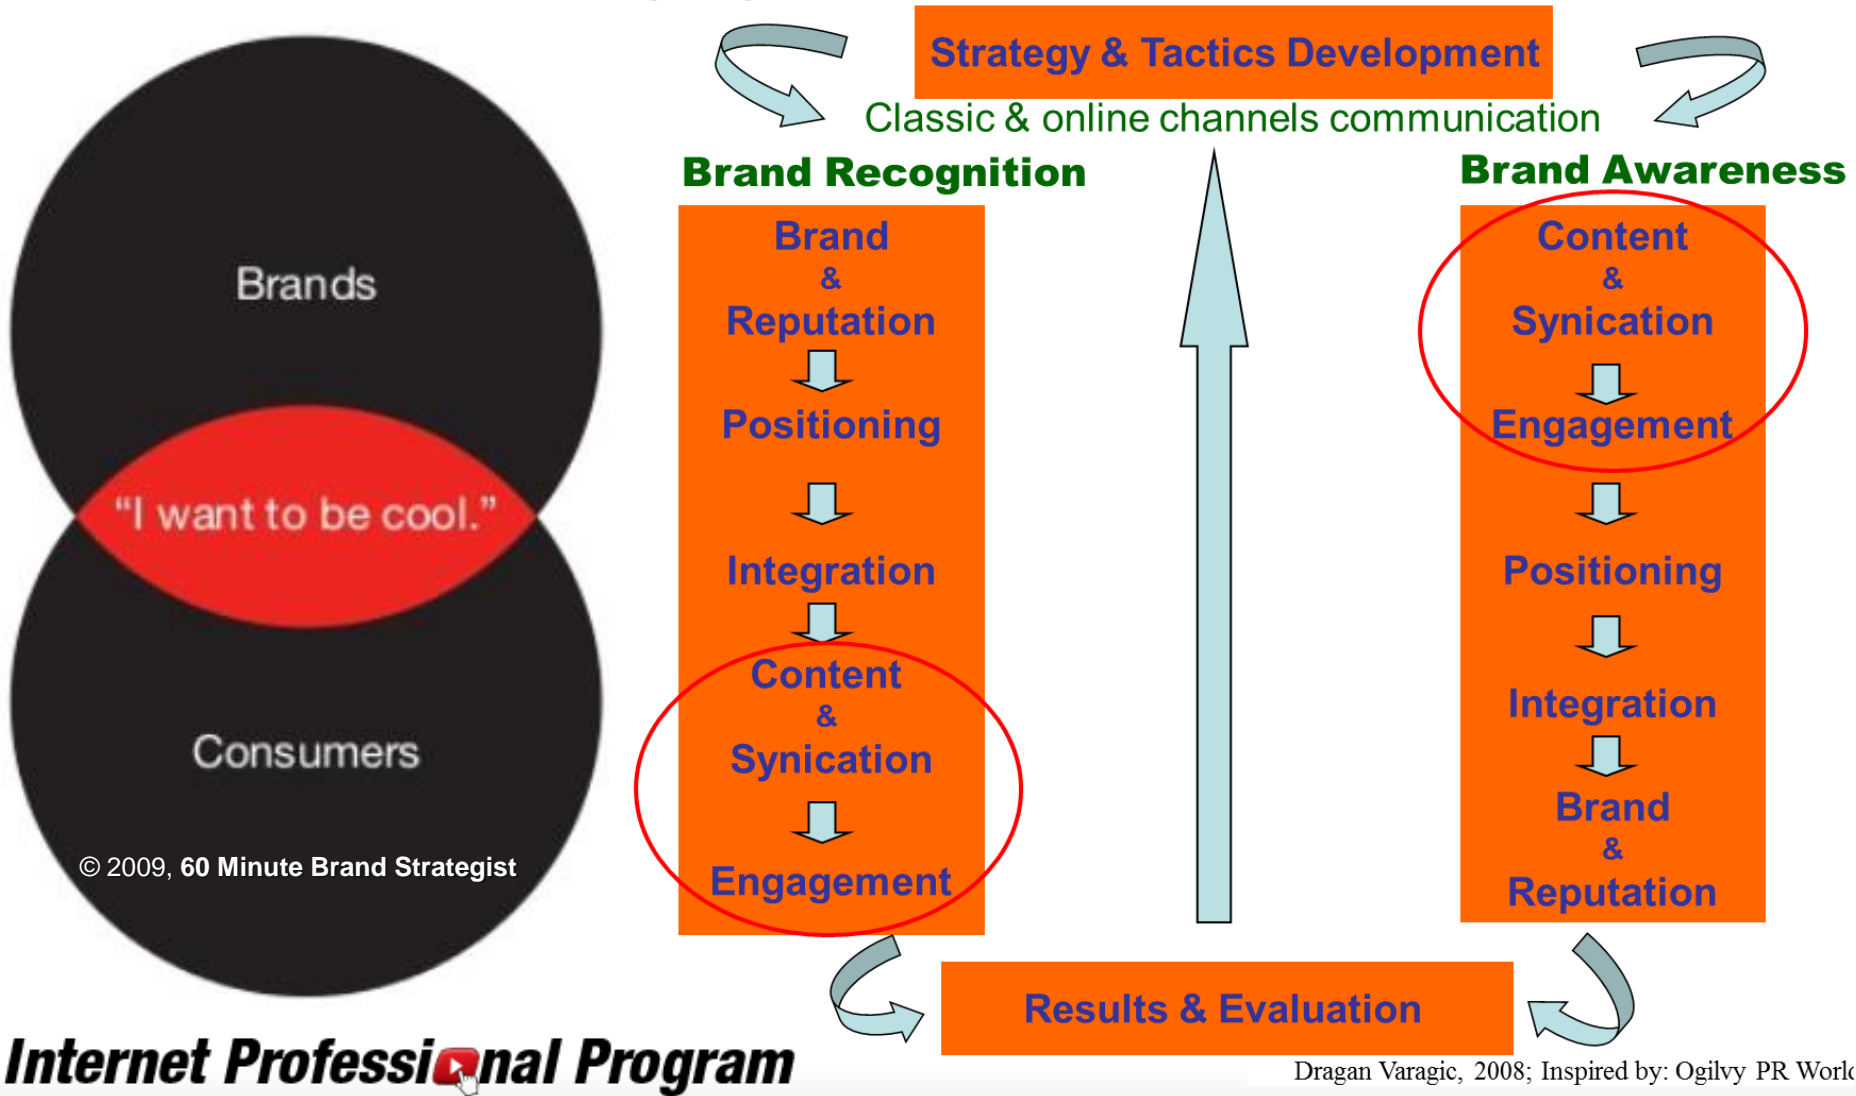 Brands
“I want to be cool.”
Consumers
© 2009, 60 Minute Brand Strategist
Strategy & Tactics Development
Classic & online channels communication
Brand Recognition
Brand
&
Reputation
Positioning
Integration
Content
&
Synication
Engagement
Brand Awareness
Content
&
Synication
Engagement
Positioning
Integration
Brand
&
Reputation
Results & Evaluation
Internet Professional Program
Dragan Varagic, 2008; Inspired by: Ogilvy PR